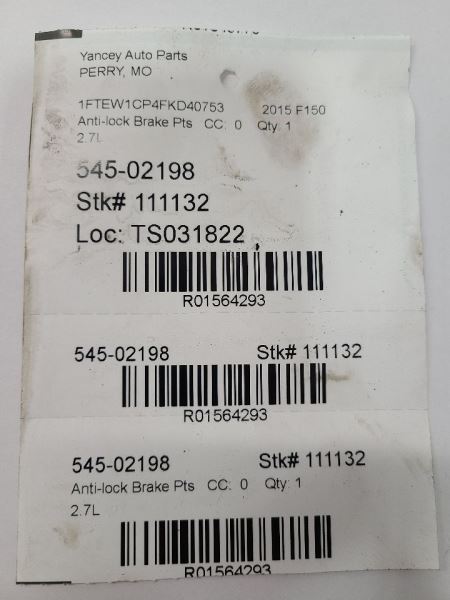 Yancey Auto Parts
PERRY, MO
1FTEW1CP4FKD40753 2015 F150
Anti-lock Brake Pts CC: 0 Qty: 1
2.7L
545-02198
Stk# 111132
Loc: TS031822
R01564293
545-02198 Stk# 111132
R01564293
545-02198 Stk# 111132
Anti-lock Brake Pts CC: 0 Qty: 1
2.7L
R01564293